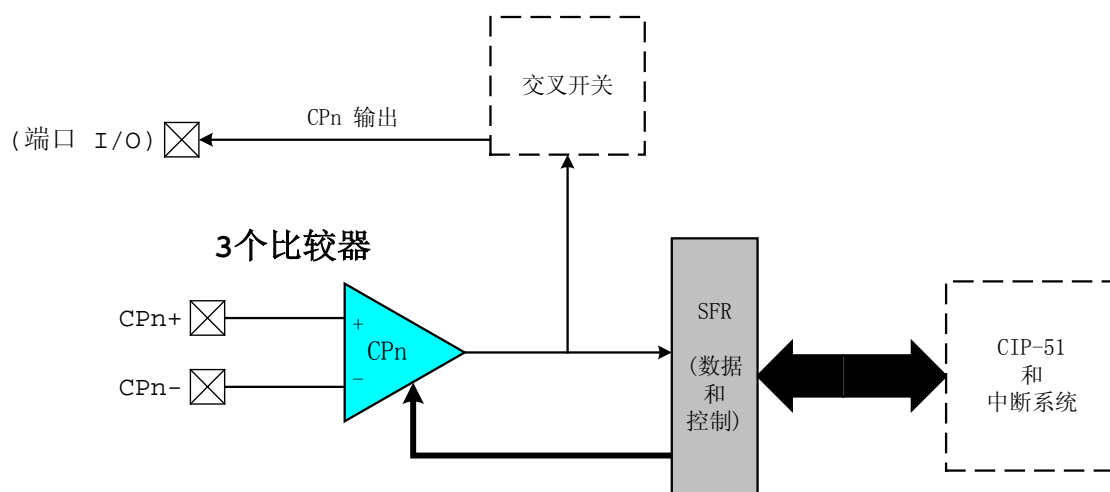 交叉开关
CPn 输出
(端口 I/O)
3个比较器
CPn+
+
CPn
CPn-
-
SFR
(数据
和
控制)
CIP-51
和
中断系统